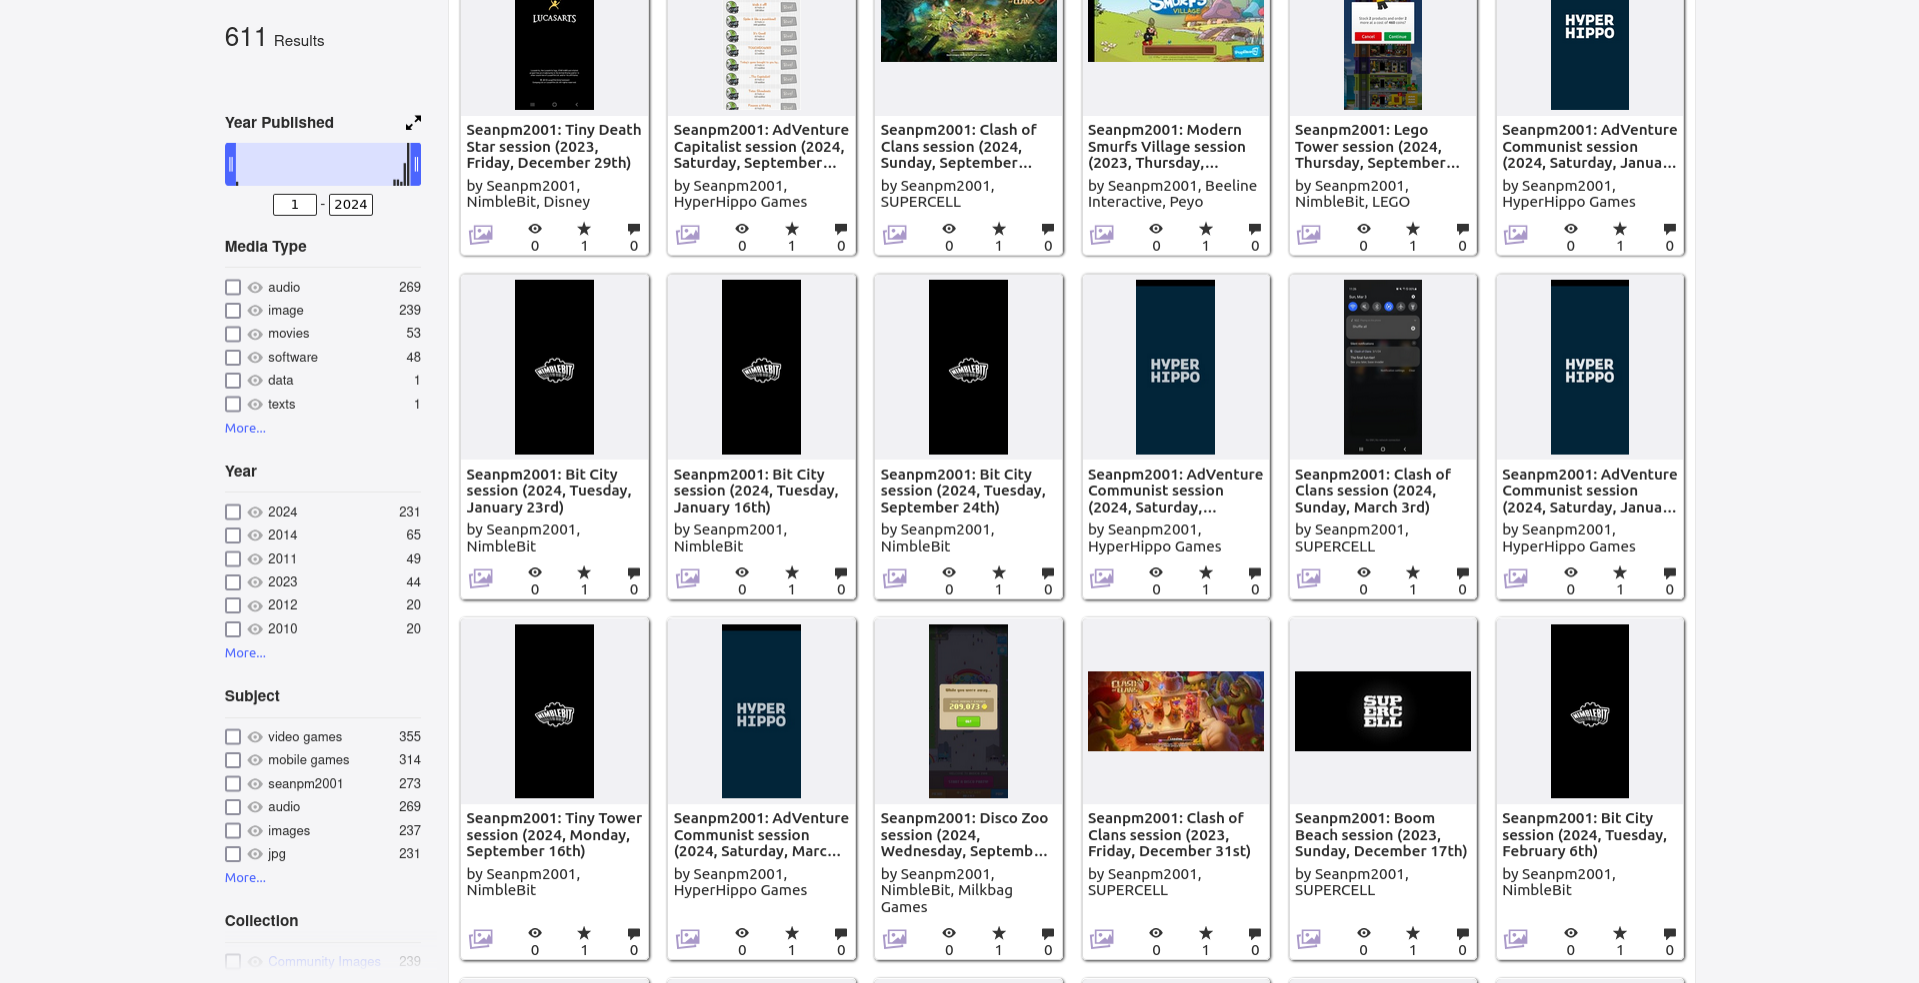 611 Results
Year Published
1 - 2024
Media Type
audio 269
image 239
movies 53
software 48
data 1
texts 1
More...
Year
2024 231
2014 65
2011 49
2023 44
2012 20
2010 20
More...
Subject
video games 355
mobile games 314
seanpm2001 273
audio 269
images 237
jpg 231
More...
Collection
Community Images 239
LUCASARTS
Seanpm2001: Tiny Death
Star session (2023,
Friday, December 29th)
by Seanpm2001,
NimbleBit, Disney
0 1 0
Seanpm2001: AdVenture
Capitalist session (2024,
Saturday, September...
by Seanpm2001,
HyperHippo Games
0 1 0
Seanpm2001: Clash of
Clans session (2024,
Sunday, September...
by Seanpm2001,
SUPERCELL
0 1 0
SMURFS
VILLAGE
Seanpm2001: Modern
Smurfs Village session
(2023, Thursday,...
by Seanpm2001, Beeline
Interactive, Peyo
0 1 0
Cancel Continue
Seanpm2001: Lego
Tower session (2024,
Thursday, September...
by Seanpm2001,
NimbleBit, LEGO
0 1 0
HYPER
HIPPO
Seanpm2001: AdVenture
Communist session
(2024, Saturday, Janua...
by Seanpm2001,
HyperHippo Games
0 1 0
NIMBLEBIT
Seanpm2001: Bit City
session (2024, Tuesday,
January 23rd)
by Seanpm2001,
NimbleBit
0 1 0
NIMBLEBIT
Seanpm2001: Bit City
session (2024, Tuesday,
January 16th)
by Seanpm2001,
NimbleBit
0 1 0
NIMBLEBIT
Seanpm2001: Bit City
session (2024, Tuesday,
September 24th)
by Seanpm2001,
NimbleBit
0 1 0
HYPER
HIPPO
Seanpm2001: AdVenture
Communist session
(2024, Saturday,...
by Seanpm2001,
HyperHippo Games
0 1 0
Sun, Mar 3
Seanpm2001: Clash of
Clans session (2024,
Sunday, March 3rd)
by Seanpm2001,
SUPERCELL
0 1 0
HYPER
HIPPO
Seanpm2001: AdVenture
Communist session
(2024, Saturday, Janua...
by Seanpm2001,
HyperHippo Games
0 1 0
NIMBLEBIT
Seanpm2001: Tiny Tower
session (2024, Monday,
September 16th)
by Seanpm2001,
NimbleBit
0 1 0
HYPER
HIPPO
Seanpm2001: AdVenture
Communist session
(2024, Saturday, Marc...
by Seanpm2001,
HyperHippo Games
0 1 0
While you were away...
209,073
Seanpm2001: Disco Zoo
session (2024,
Wednesday, Septemb...
by Seanpm2001,
NimbleBit, Milkbag
Games
0 1 0
CLASH
OF CLANS
Seanpm2001: Clash of
Clans session (2023,
Friday, December 31st)
by Seanpm2001,
SUPERCELL
0 1 0
SUP
ERC
ELL
Seanpm2001: Boom
Beach session (2023,
Sunday, December 17th)
by Seanpm2001,
SUPERCELL
0 1 0
NIMBLEBIT
Seanpm2001: Bit City
session (2024, Tuesday,
February 6th)
by Seanpm2001,
NimbleBit
0 1 0